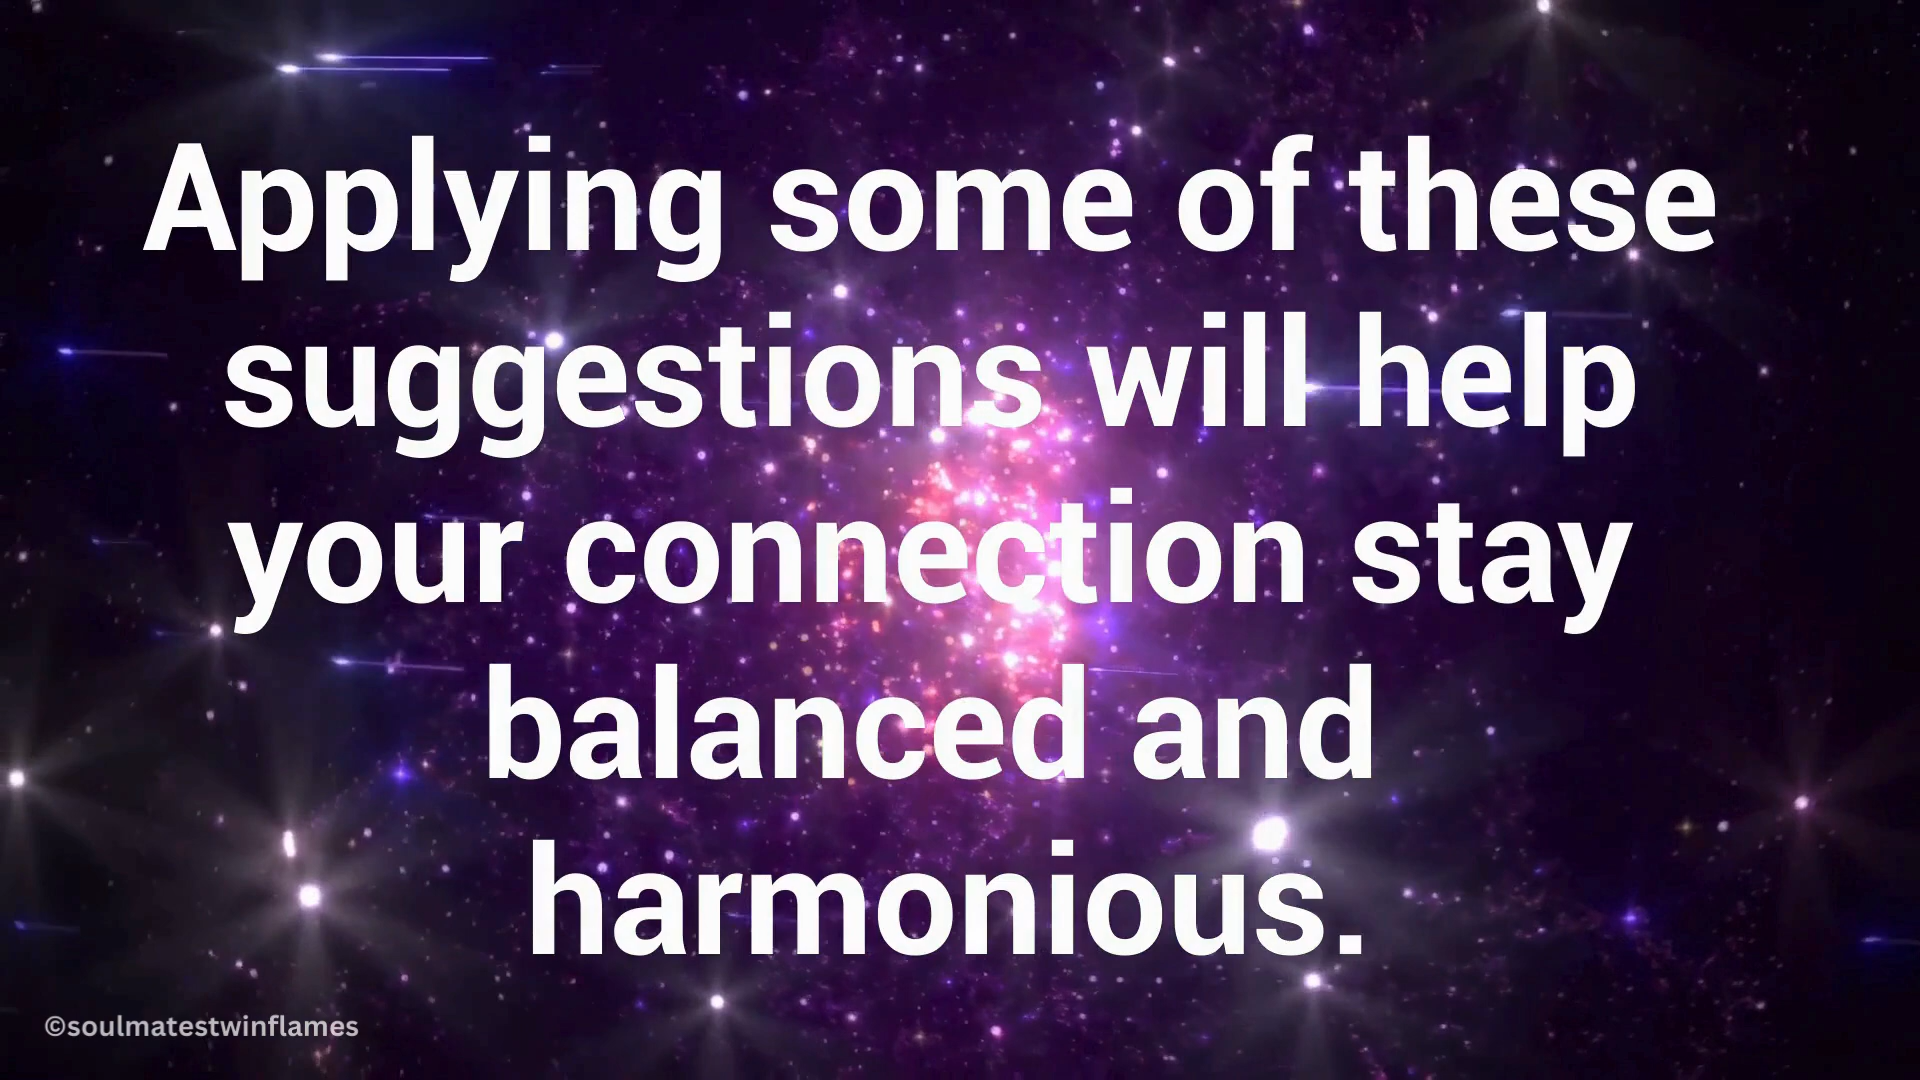 Applying some of these
suggestions will help
your connection stay
balanced and
harmonious.
©soulmatestwinflames